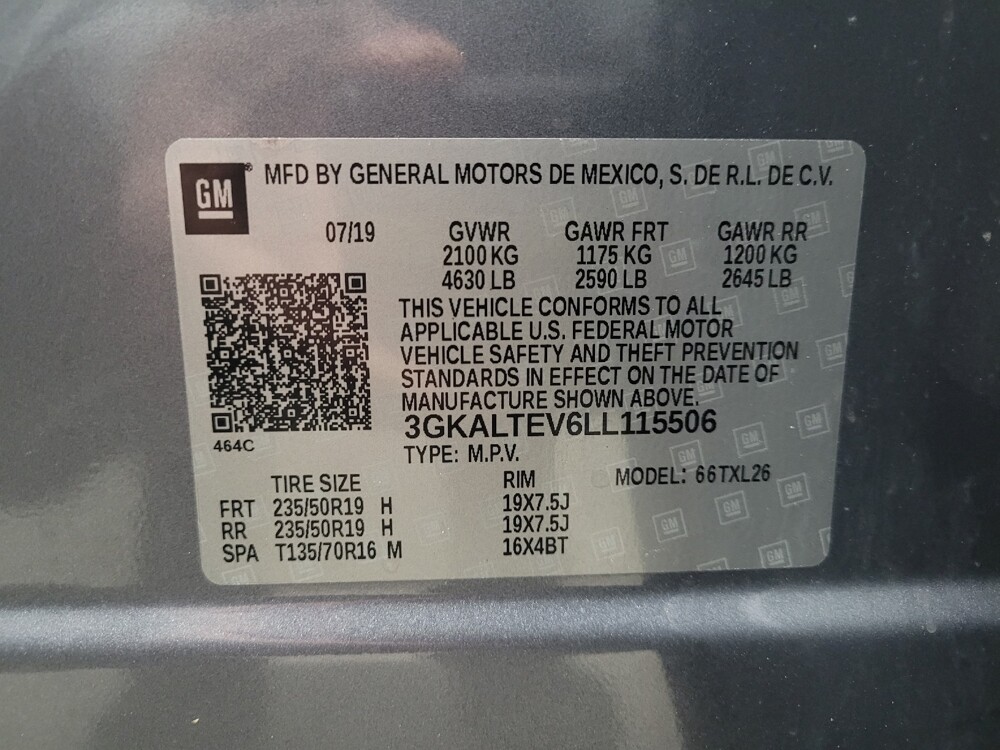 GM ® MFD BY GENERAL MOTORS DE MEXICO, S. DE R.L. DE C.V.
07/19 GVWR GAWR FRT GAWR RR
2100 KG 1175 KG 1200 KG
4630 LB 2590 LB 2645 LB
THIS VEHICLE CONFORMS TO ALL
APPLICABLE U.S. FEDERAL MOTOR
VEHICLE SAFETY AND THEFT PREVENTION
STANDARDS IN EFFECT ON THE DATE OF
MANUFACTURE SHOWN ABOVE.
3GKALTEV6LL115506
464C
TYPE: M.P.V.
TIRE SIZE RIM MODEL: 66TXL26
FRT 235/50R19 H 19X7.5J
RR 235/50R19 H 19X7.5J
SPA T135/70R16 M 16X4BT